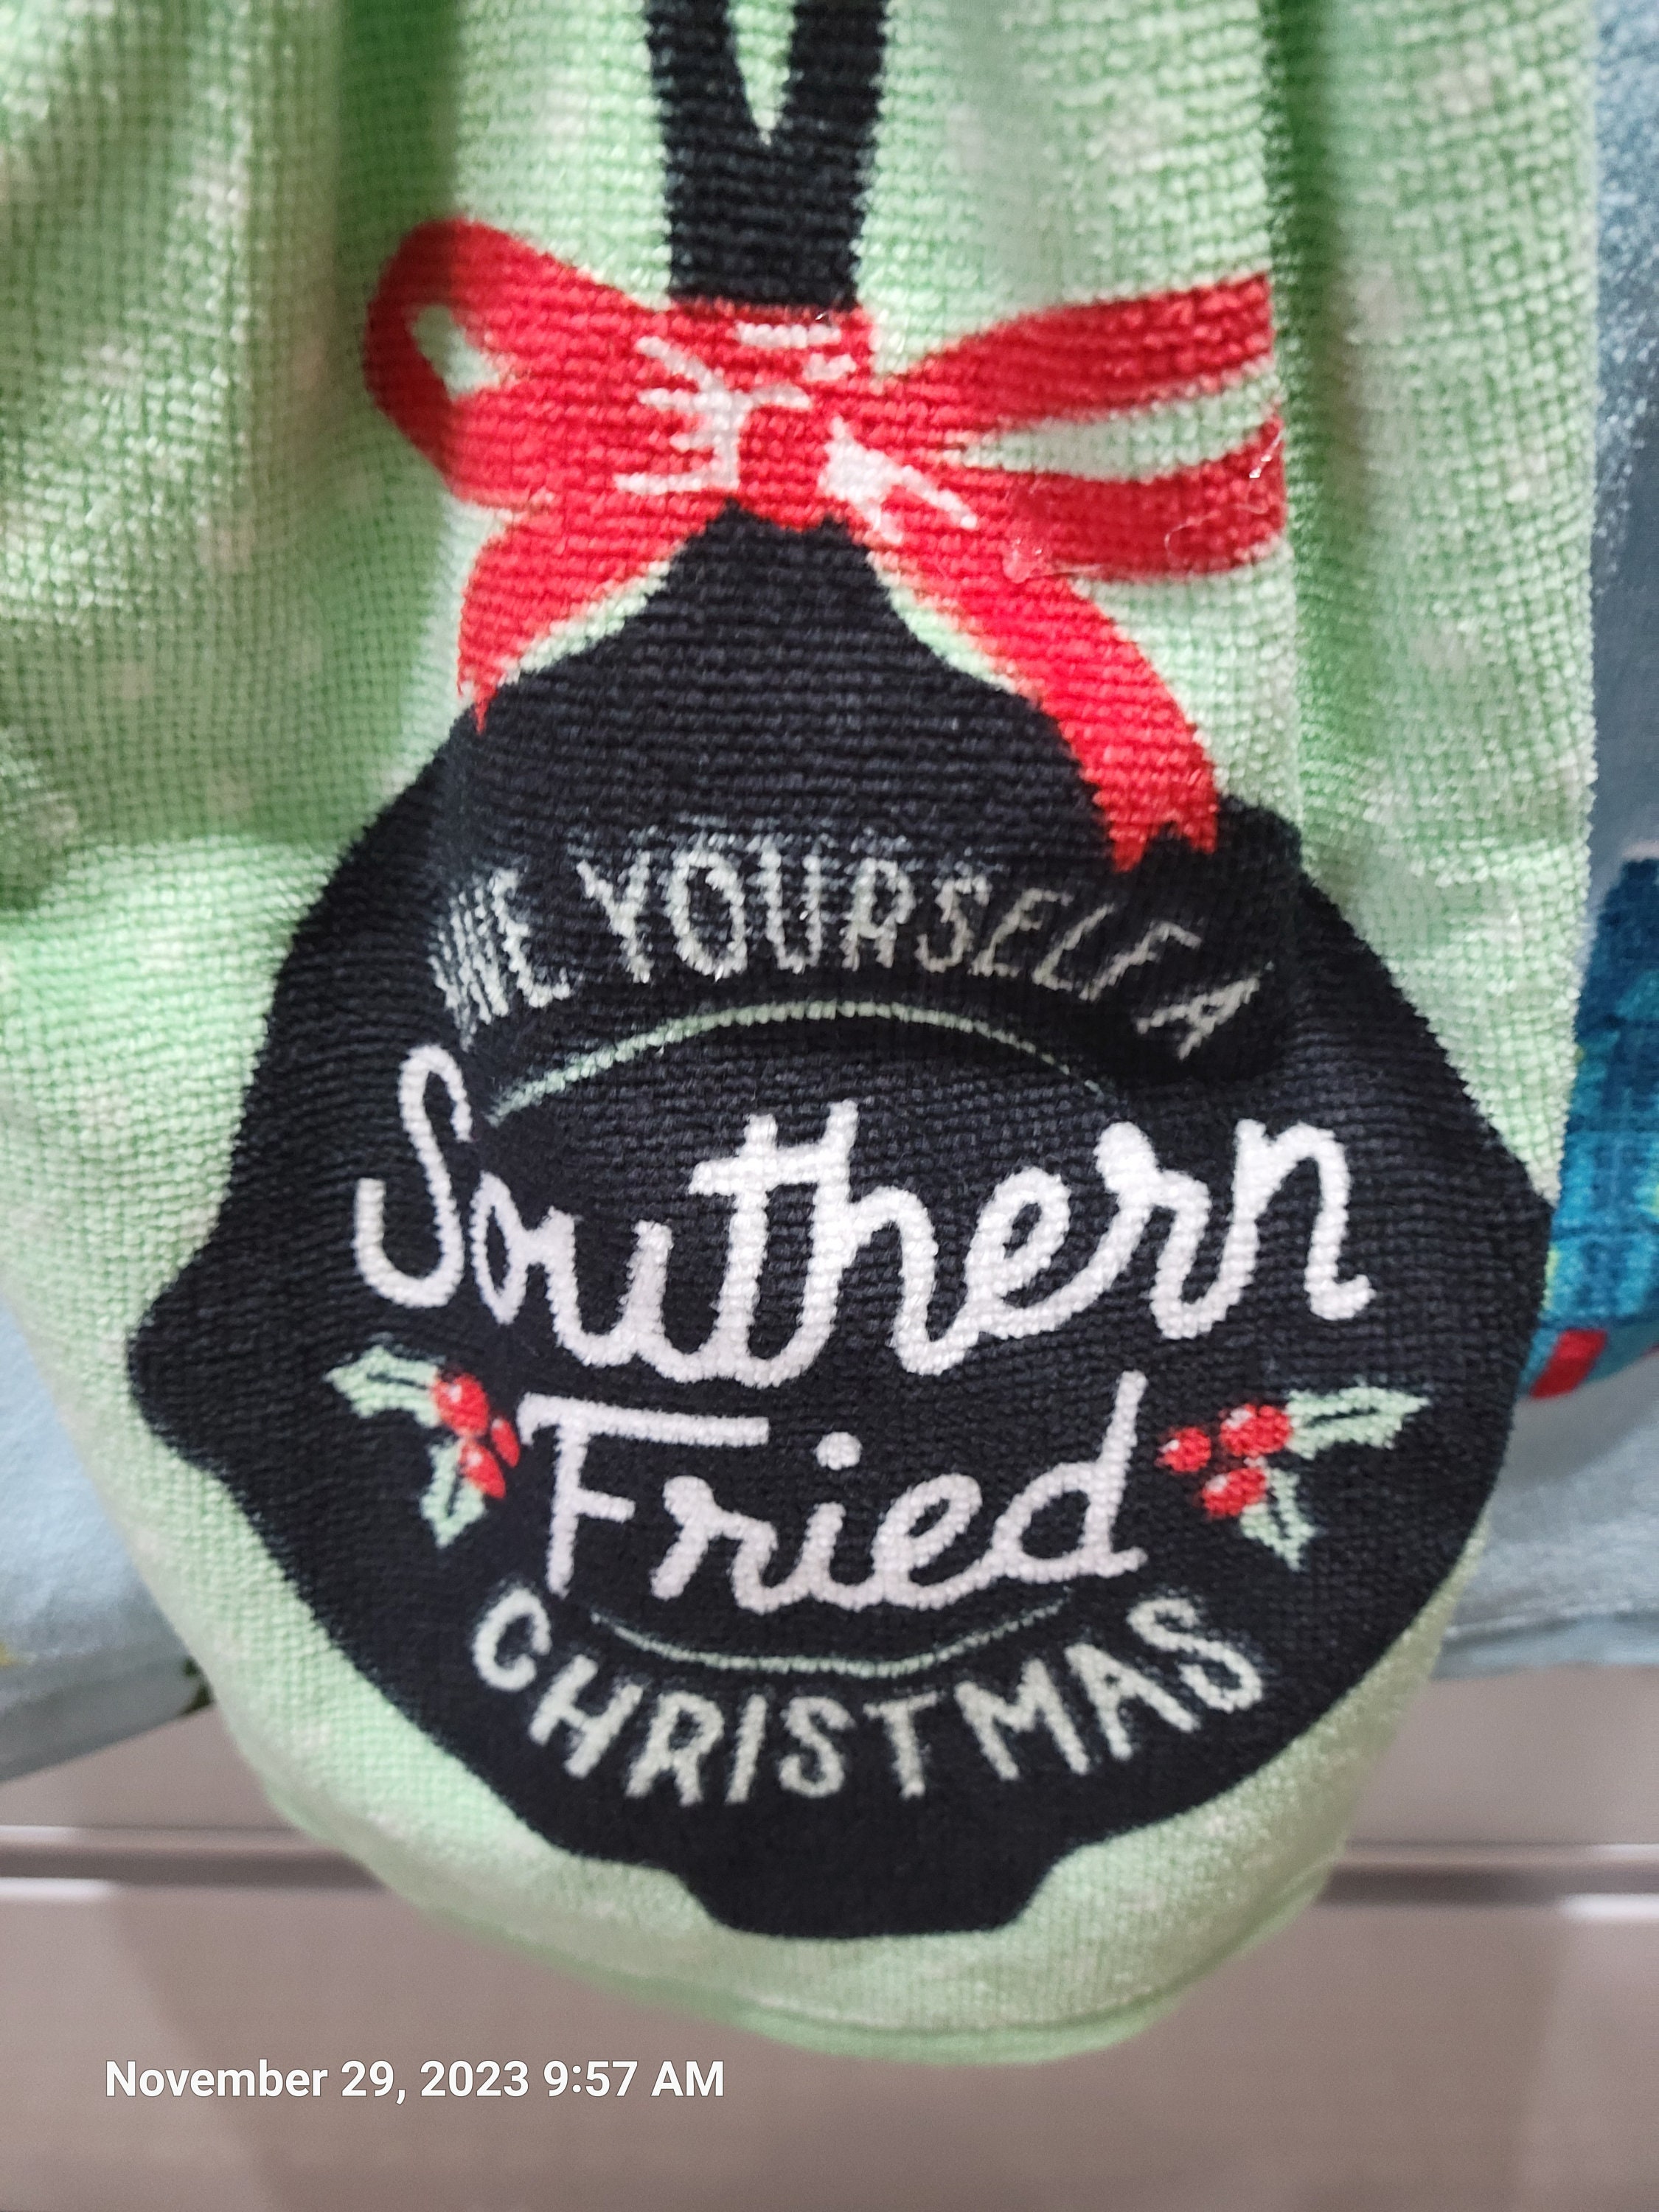 YOURSELF A
Southern
Fried
CHRISTMAS
November 29, 2023 9:57 AM